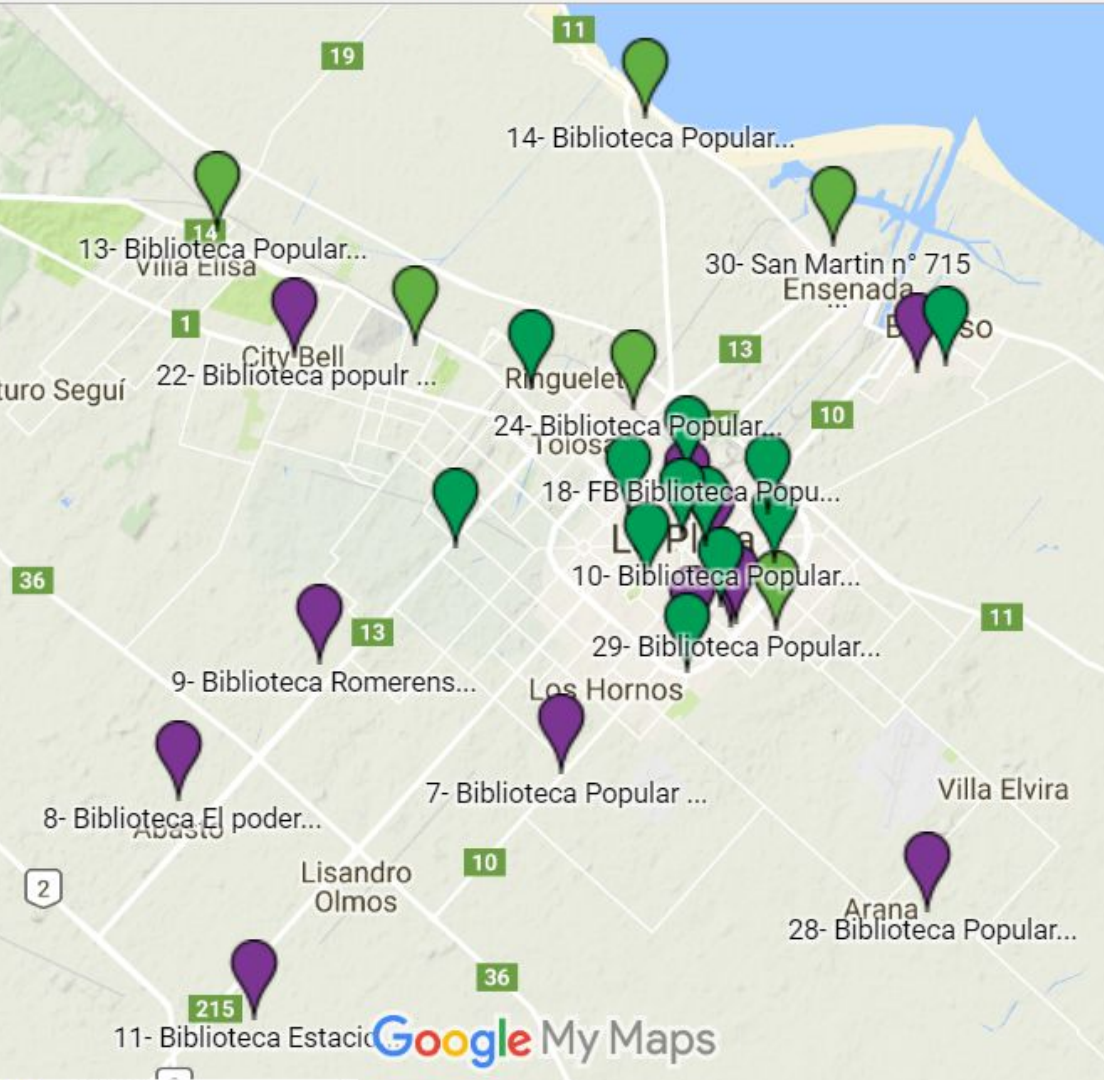 11
19
14- Biblioteca Popular...
14
13- Biblioteca Popular...
Villa Elisa
30- San Martin n° 715
Ensenada
...
1
City Bell
13
22- Biblioteca populr ...
turo Seguí
10
24- Biblioteca Popular...
Tolosa
18- FB Biblioteca Popu...
La Plata
36
10- Biblioteca Popular...
11
13
29- Biblioteca Popular...
9- Biblioteca Romerens...
Los Hornos
7- Biblioteca Popular ...
Villa Elvira
8- Biblioteca El poder...
Abasto
10
Lisandro
Olmos
2
Arana
28- Biblioteca Popular...
36
215
11- Biblioteca Estacio
Google My Maps